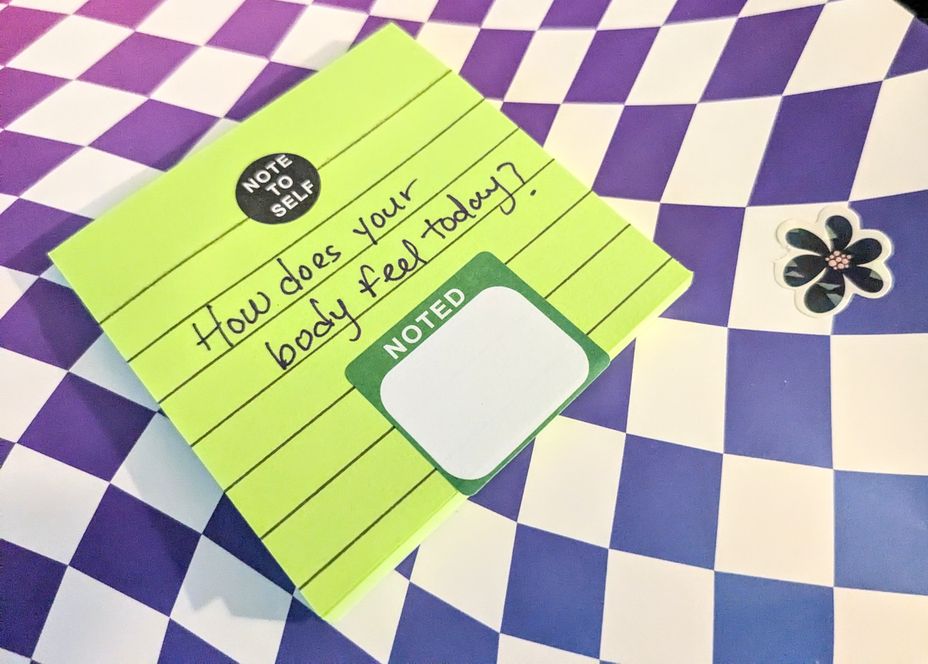 NOTE
TO
SELF
How does your
body feel today?
NOTED